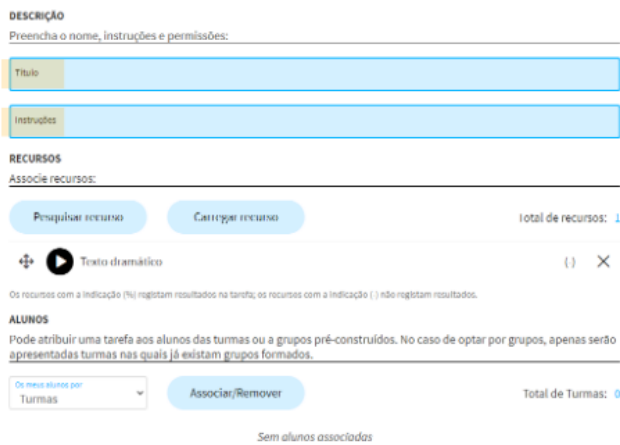 DESCRIÇÃO
Preencha o nome, instruções e permissões:
Título
Instruções
RECURSOS
Associe recursos:
Pesquisar recurso Carregar recurso Total de recursos: 1
Texto dramático (.)
Os recursos com a indicação (%) registam resultados na tarefa; os recursos com a indicação (.) não registam resultados.
ALUNOS
Pode atribuir uma tarefa aos alunos das turmas ou a grupos pré-construídos. No caso de optar por grupos, apenas serão
apresentadas turmas nas quais já existam grupos formados.
Os meus alunos por
Turmas Associar/Remover Total de Turmas: 0
Sem alunos associadas